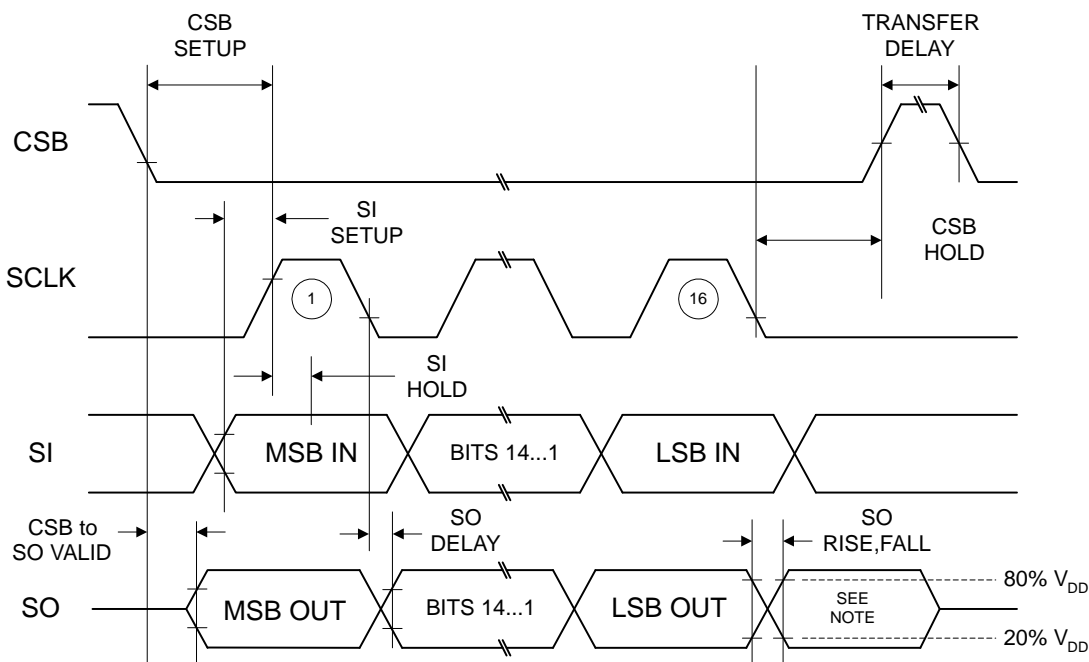 CSB
SETUP
TRANSFER
DELAY
CSB
SI
SETUP
CSB
HOLD
SCLK
1
16
SI
HOLD
SI
MSB IN
BITS 14...1
LSB IN
CSB to
SO VALID
SO
DELAY
SO
RISE,FALL
SO
MSB OUT
BITS 14...1
LSB OUT
SEE
NOTE
80% VDD
20% VDD